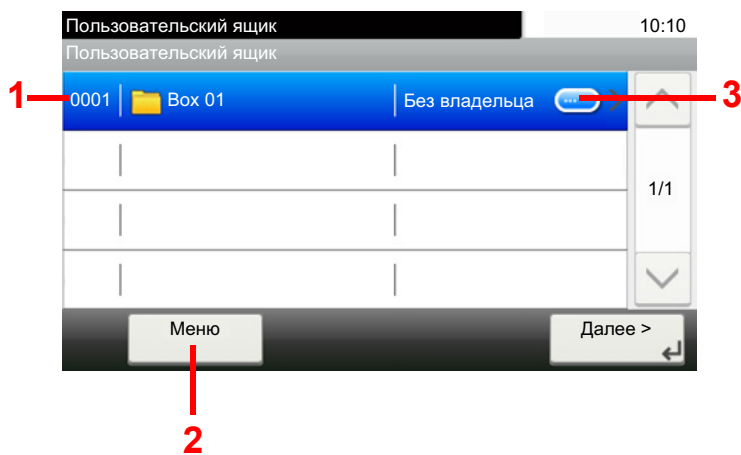 Пользовательский ящик 10:10
Пользовательский ящик
1 0001 Box 01 Без владельца ... 3
1/1
Меню Далее >
2